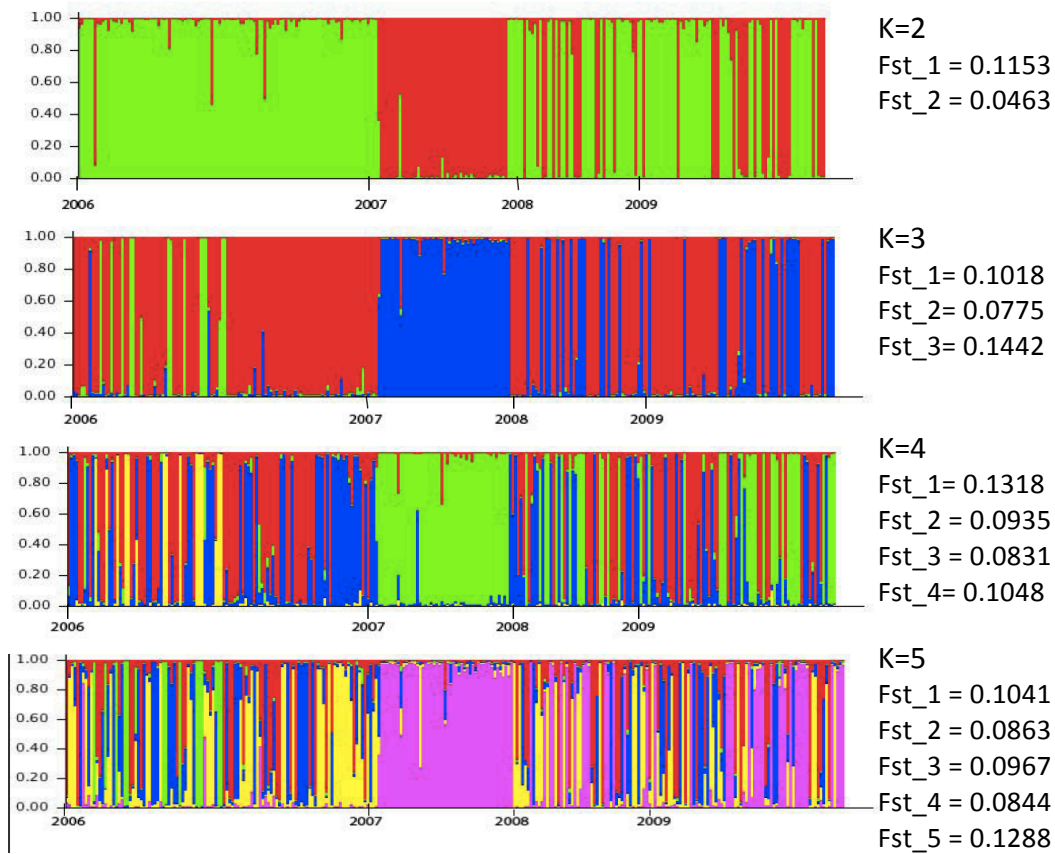 1.00
0.80
0.60
0.40
0.20
0.00
2006 2007 2008 2009
K=2
Fst_1 = 0.1153
Fst_2 = 0.0463
1.00
0.80
0.60
0.40
0.20
0.00
2006 2007 2008 2009
K=3
Fst_1= 0.1018
Fst_2= 0.0775
Fst_3= 0.1442
1.00
0.80
0.60
0.40
0.20
0.00
2006 2007 2008 2009
K=4
Fst_1= 0.1318
Fst_2 = 0.0935
Fst_3 = 0.0831
Fst_4= 0.1048
1.00
0.80
0.60
0.40
0.20
0.00
2006 2007 2008 2009
K=5
Fst_1 = 0.1041
Fst_2 = 0.0863
Fst_3 = 0.0967
Fst_4 = 0.0844
Fst_5 = 0.1288